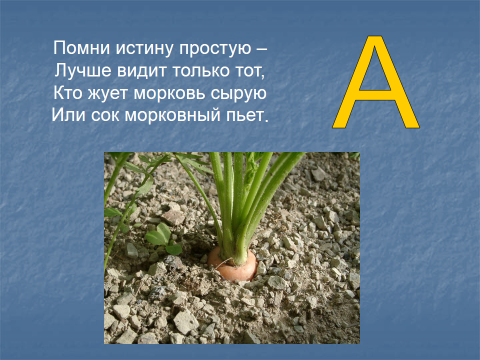 Помни истину простую –
Лучше видит только тот,
Кто жует морковь сырую
Или сок морковный пьет.
А